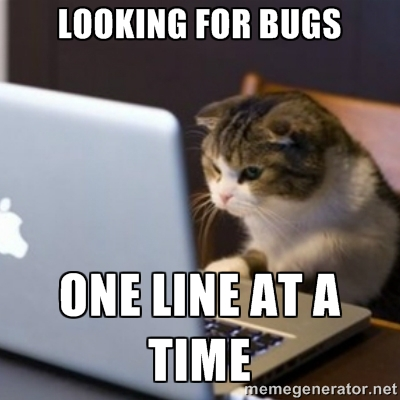 LOOKING FOR BUGS
ONE LINE AT A
TIME
memegenerator.net